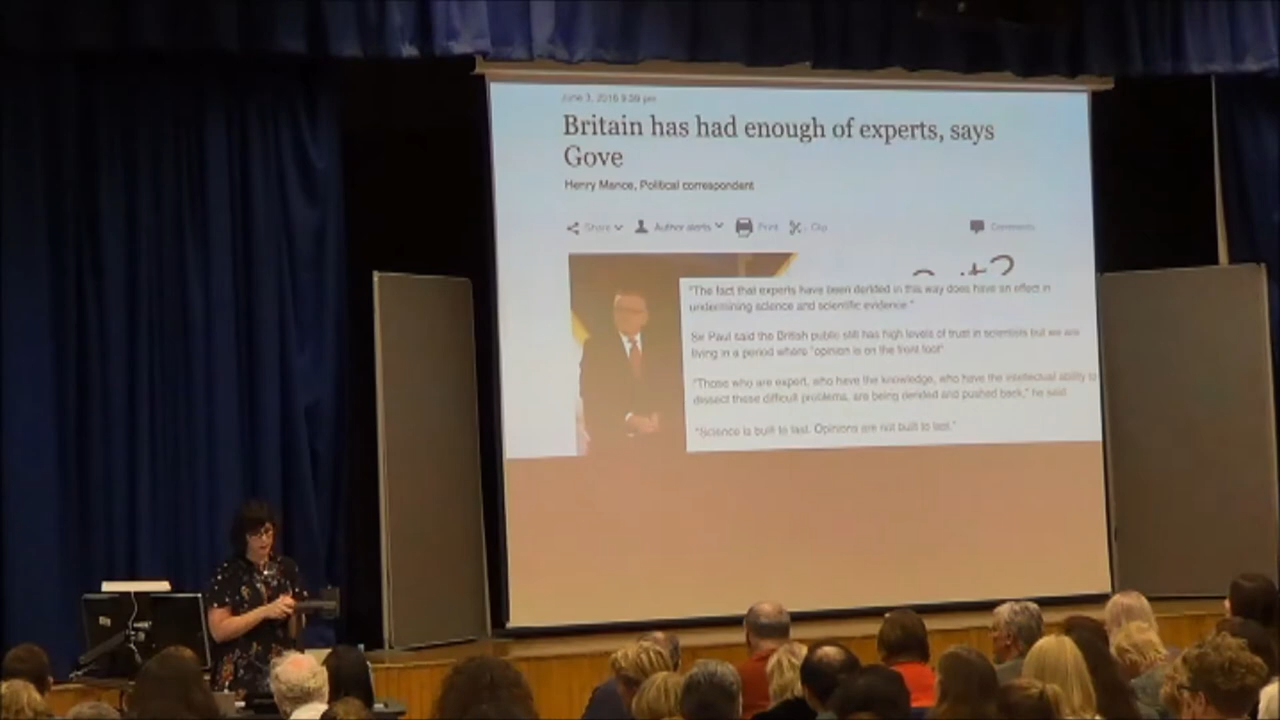 June 3, 2016 9:39 pm
Britain has had enough of experts, says
Gove
Henry Mance, Political correspondent
Share
Author alerts
Print
Clip
Comments
"The fact that experts have been derided in this way does have an effect in
undermining science and scientific evidence."
Sir Paul said the British public still has high levels of trust in scientists but we are
living in a period where "opinion is on the front foot"
"Those who are expert, who have the knowledge, who have the intellectual ability to
dissect these difficult problems, are being derided and pushed back," he said.
"Science is built to last. Opinions are not built to last."